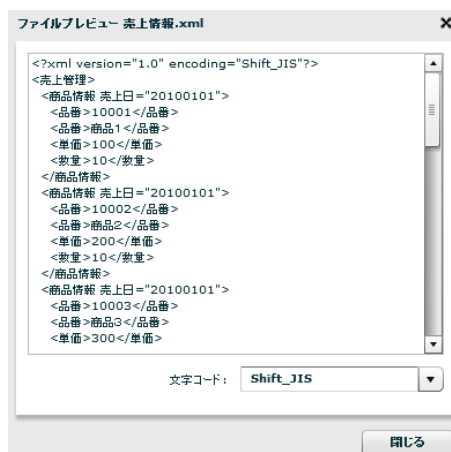 ファイルプレビュー 売上情報.xml
<?xml version="1.0" encoding="Shift_JIS"?>
<売上管理>
<商品情報 売上日="20100101">
<品番>10001</品番>
<品番>商品1</品番>
<単価>100</単価>
<数量>10</数量>
</商品情報>
<商品情報 売上日="20100101">
<品番>10002</品番>
<品番>商品2</品番>
<単価>200</単価>
<数量>10</数量>
</商品情報>
<商品情報 売上日="20100101">
<品番>10003</品番>
<品番>商品3</品番>
<単価>300</単価>
文字コード： Shift_JIS
閉じる